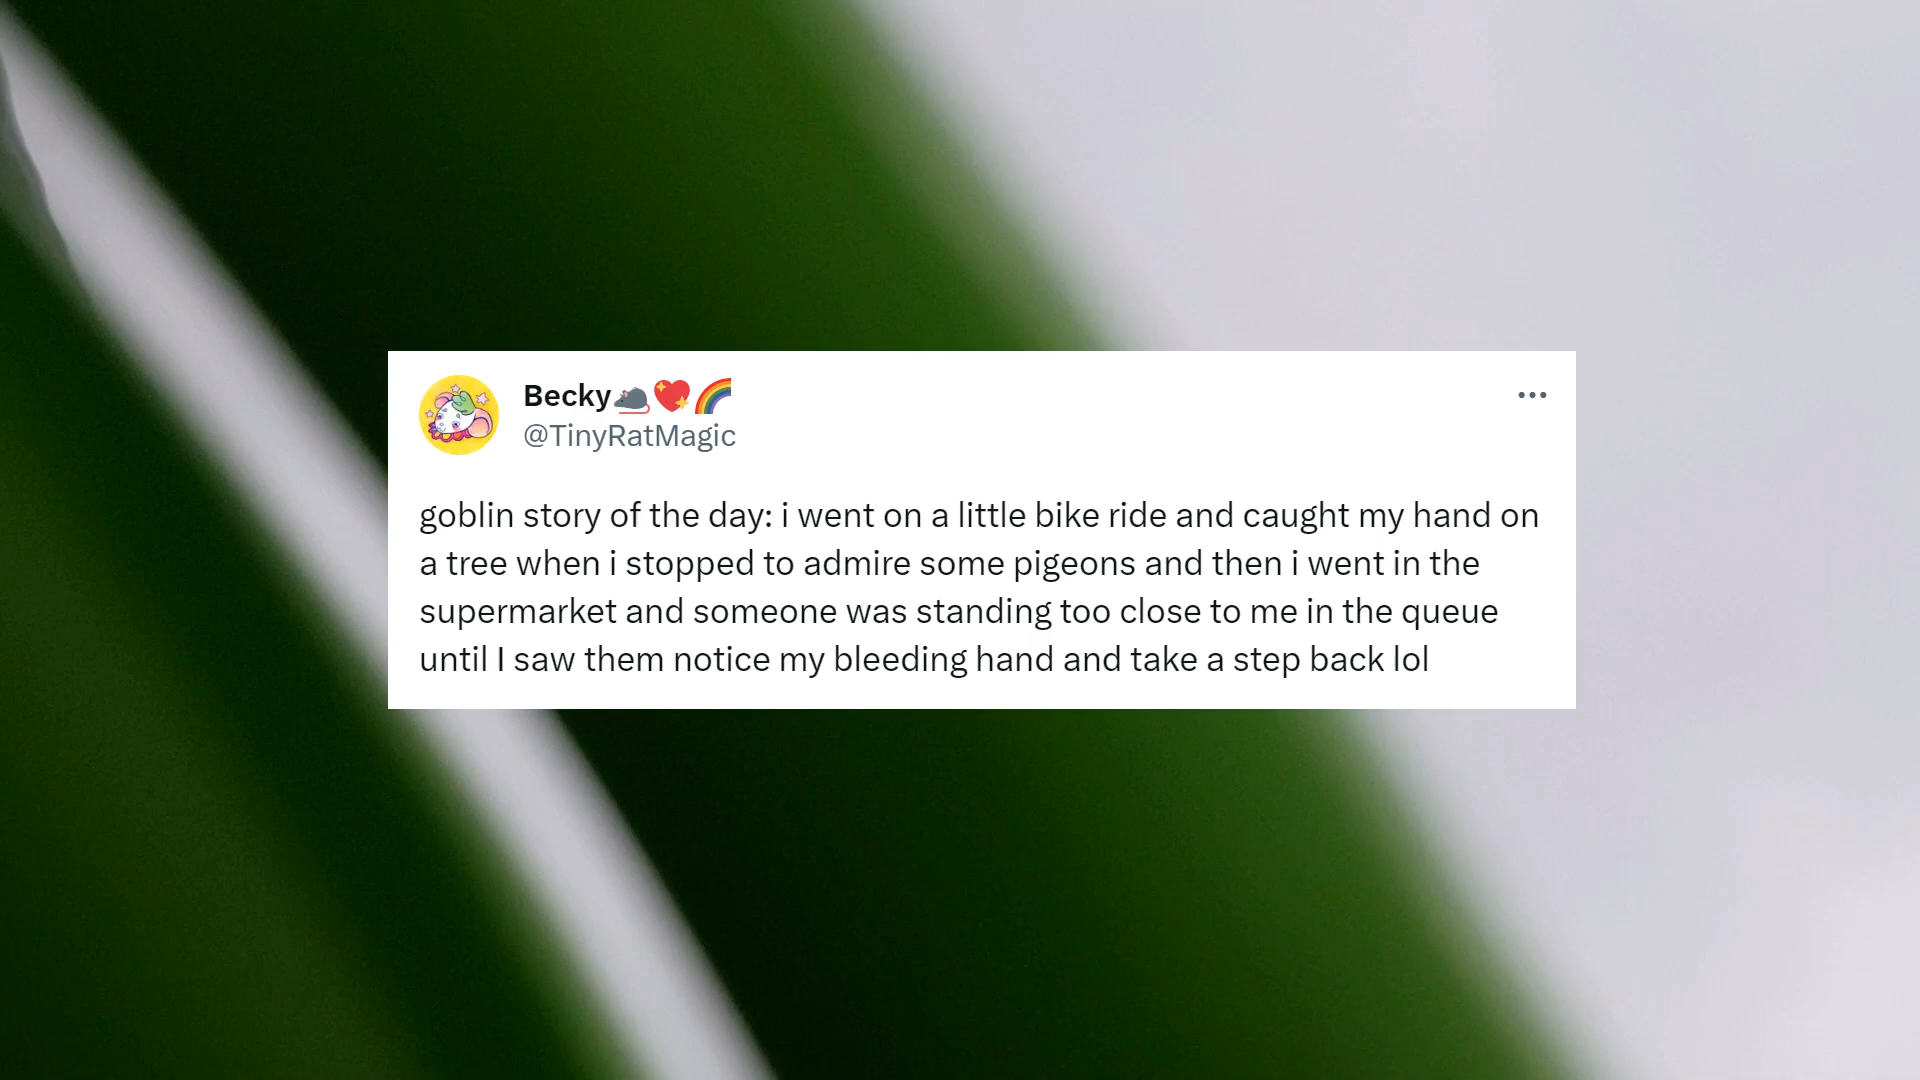 Becky🐀💖🌈
@TinyRatMagic
goblin story of the day: i went on a little bike ride and caught my hand on
a tree when i stopped to admire some pigeons and then i went in the
supermarket and someone was standing too close to me in the queue
until I saw them notice my bleeding hand and take a step back lol